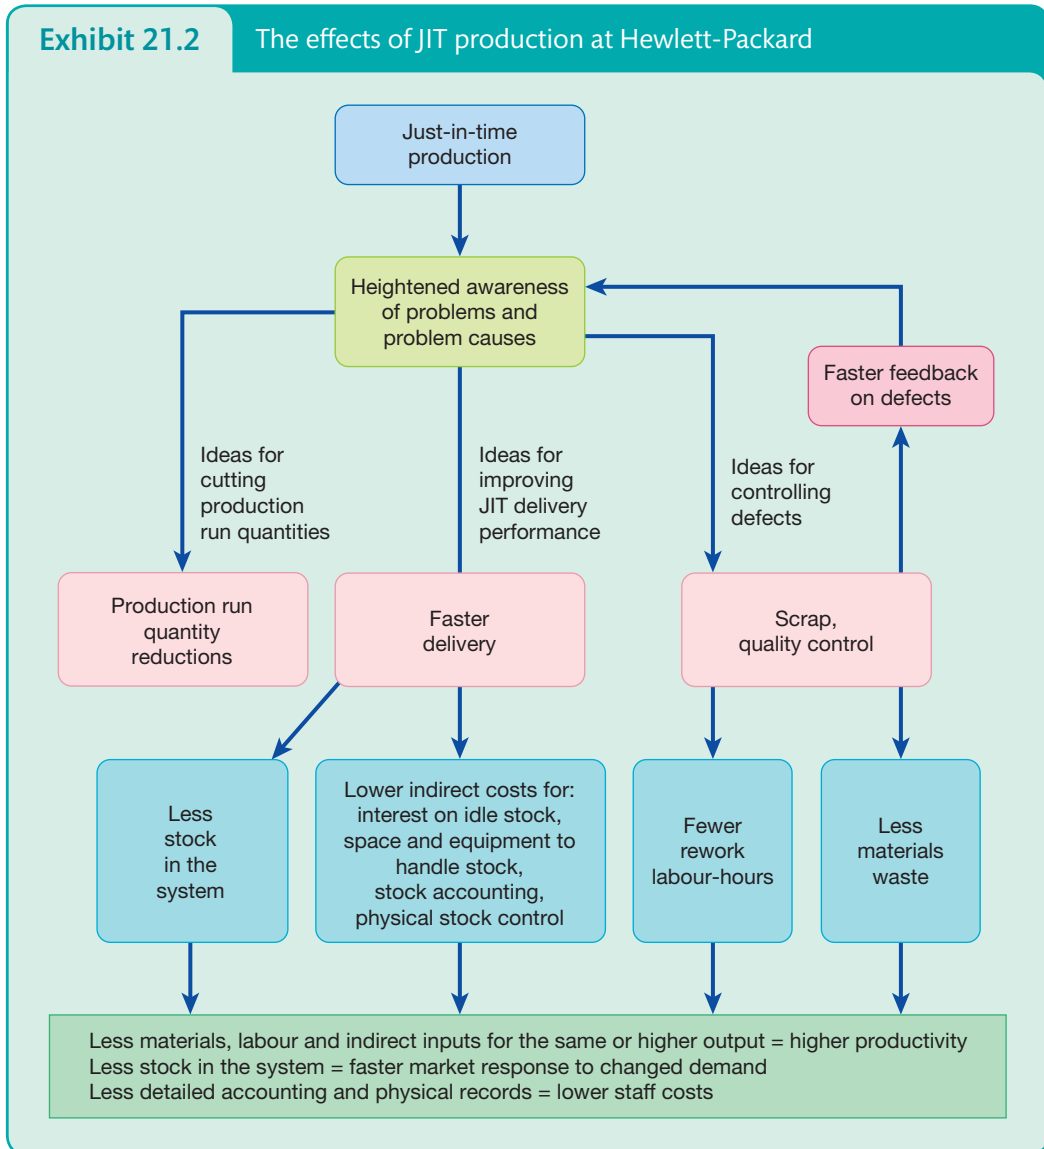 Exhibit 21.2
The effects of JIT production at Hewlett-Packard
Just-in-time
production
Heightened awareness
of problems and
problem causes
Faster feedback
on defects
Ideas for
cutting
production
run quantities
Ideas for
improving
JIT delivery
performance
Ideas for
controlling
defects
Production run
quantity
reductions
Faster
delivery
Scrap,
quality control
Less
stock
in the
system
Lower indirect costs for:
interest on idle stock,
space and equipment to
handle stock,
stock accounting,
physical stock control
Fewer
rework
labour-hours
Less
materials
waste
Less materials, labour and indirect inputs for the same or higher output = higher productivity
Less stock in the system = faster market response to changed demand
Less detailed accounting and physical records = lower staff costs